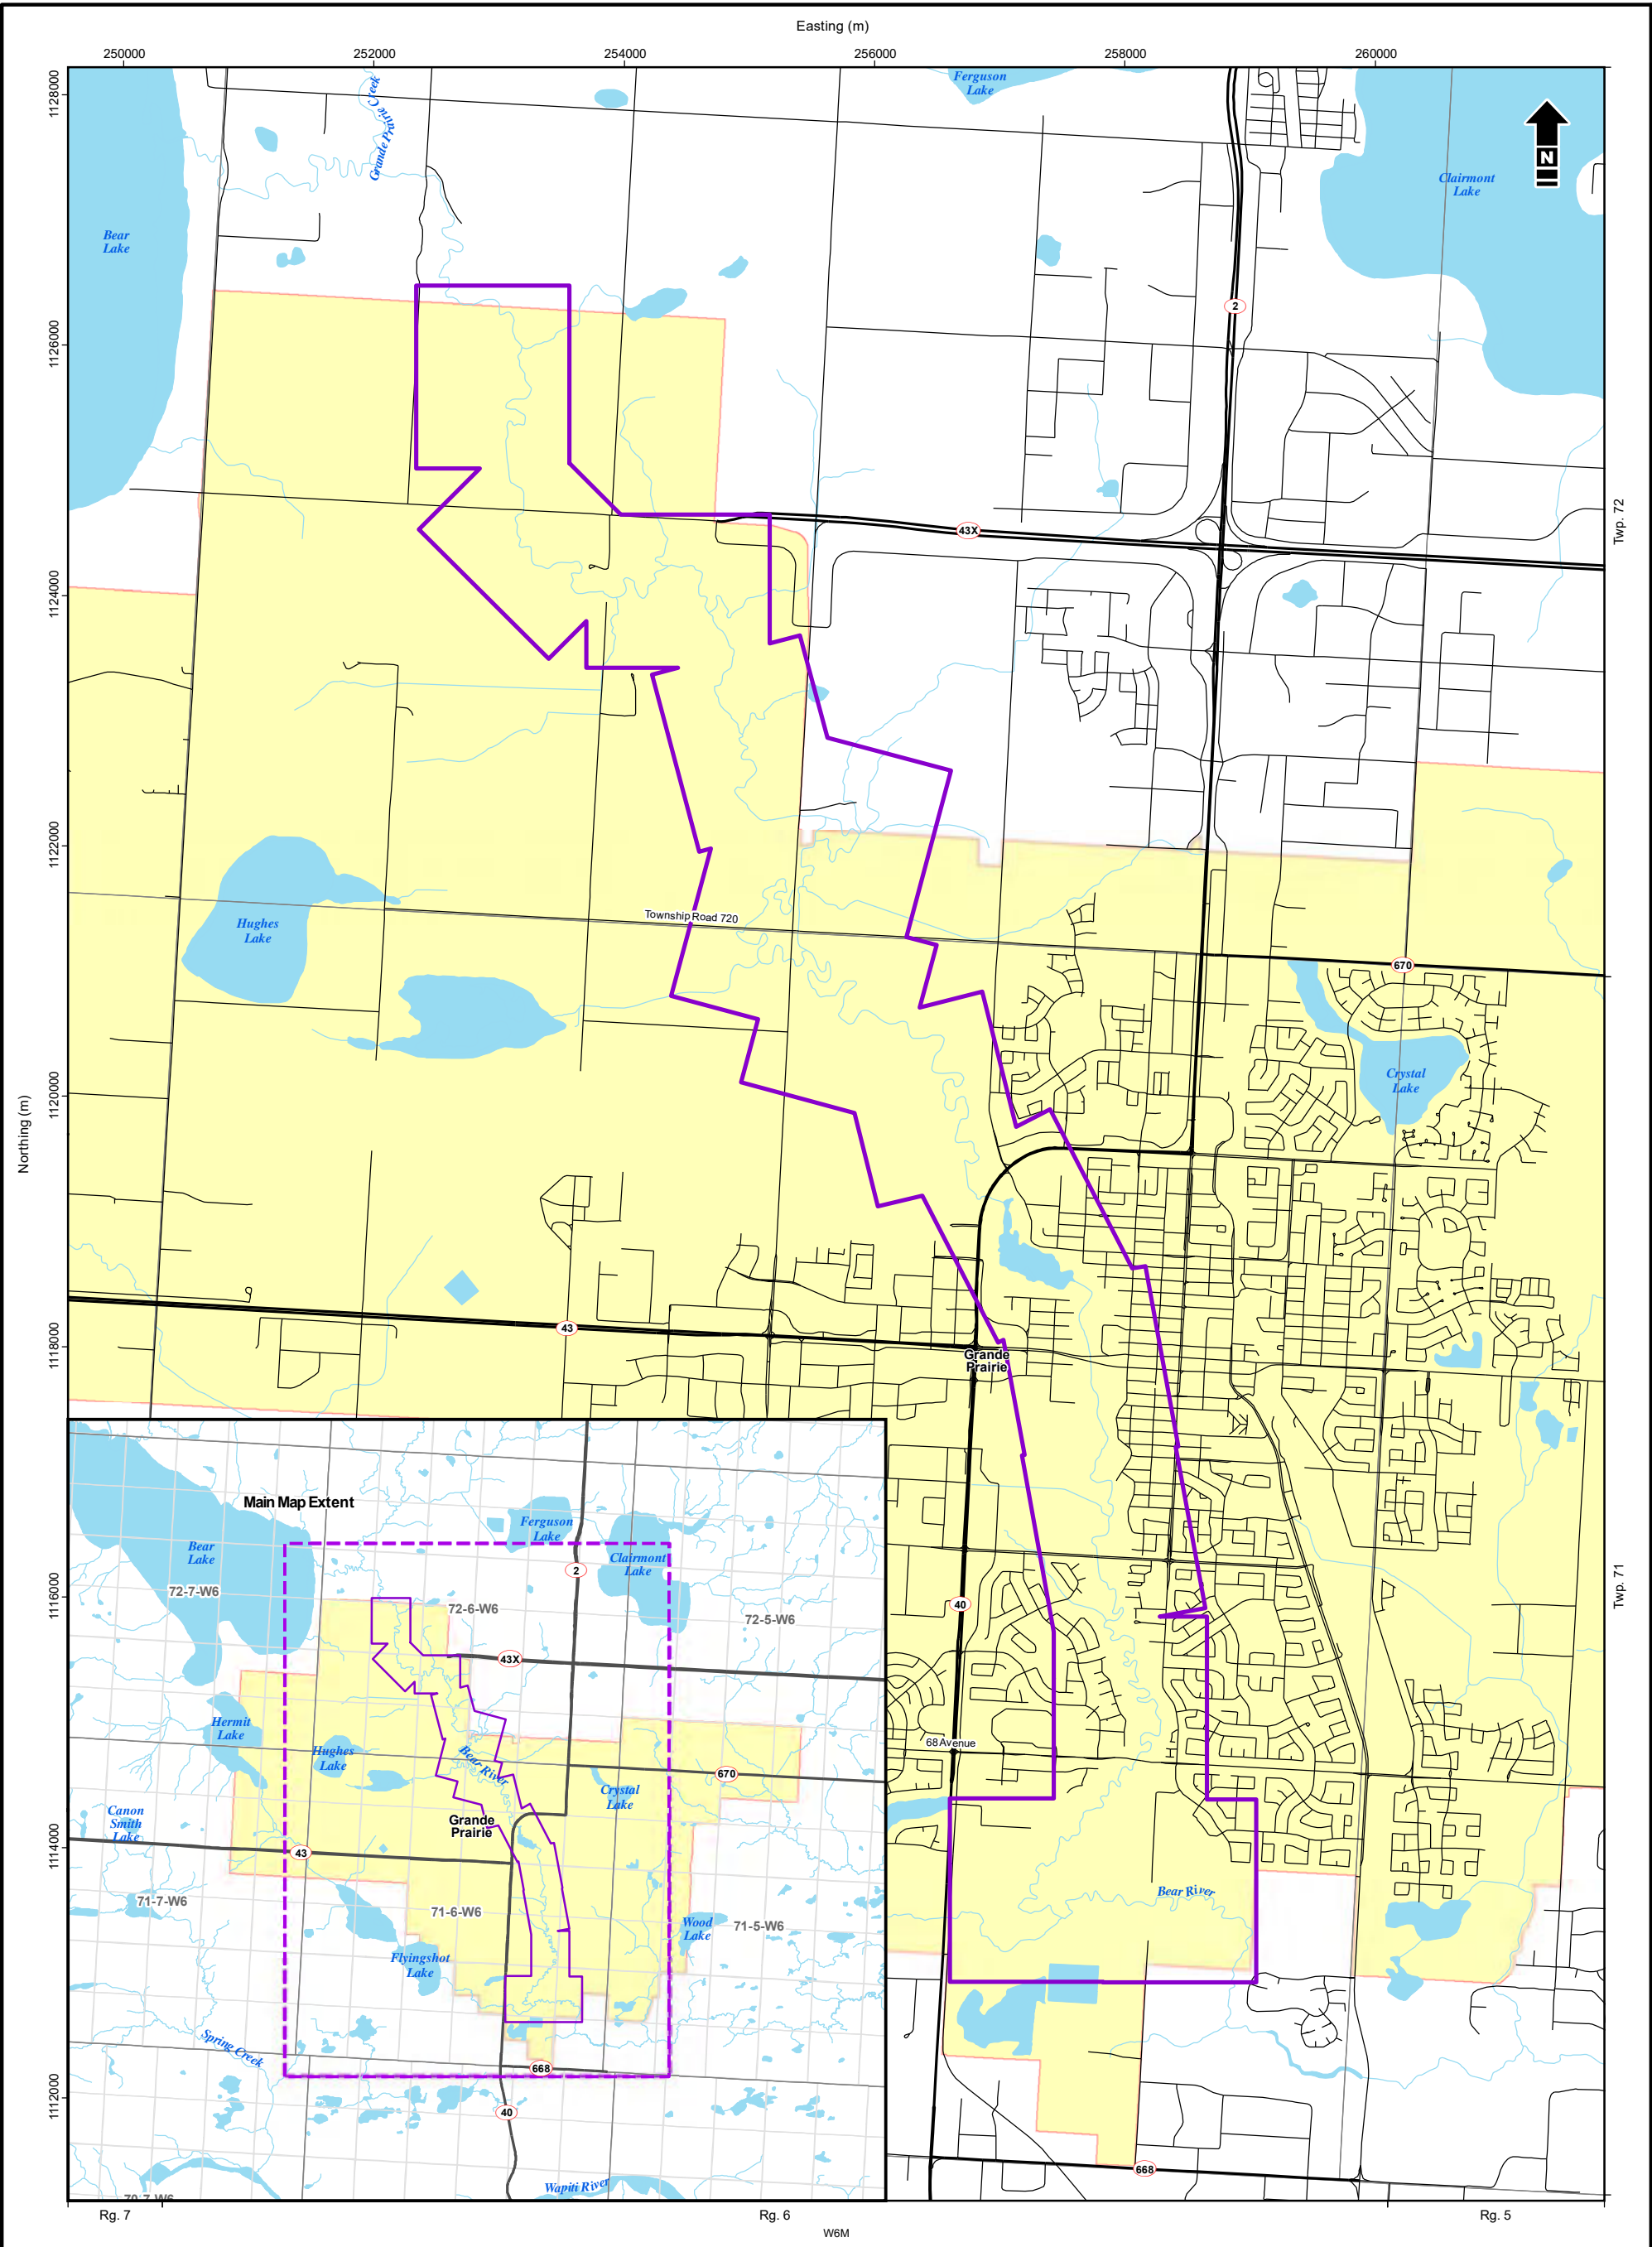 Easting (m)
250000
252000
254000
256000
258000
260000
1128000
1126000
1124000
1122000
1120000
1118000
1116000
1114000
1112000
Northing (m)
Grande Prairie Creek
Ferguson
Lake
Clairmont
Lake
N
Bear
Lake
2
43X
Twp. 72
Township Road 720
Hughes
Lake
670
Crystal
Lake
43
Grande
Prairie
40
68 Avenue
Twp. 71
Bear River
668
Main Map Extent
Bear
Lake
Ferguson
Lake
Clairmont
Lake
2
72-7-W6
72-6-W6
72-5-W6
43X
Hermit
Lake
Hughes
Lake
Bear River
670
Crystal
Lake
Canon
Smith
Lake
Grande
Prairie
43
71-7-W6
71-6-W6
71-5-W6
Wood
Lake
Flyingshot
Lake
Spring Creek
668
40
Wapiti River
70-7-W6
Rg. 7
Rg. 6
Rg. 5
W6M